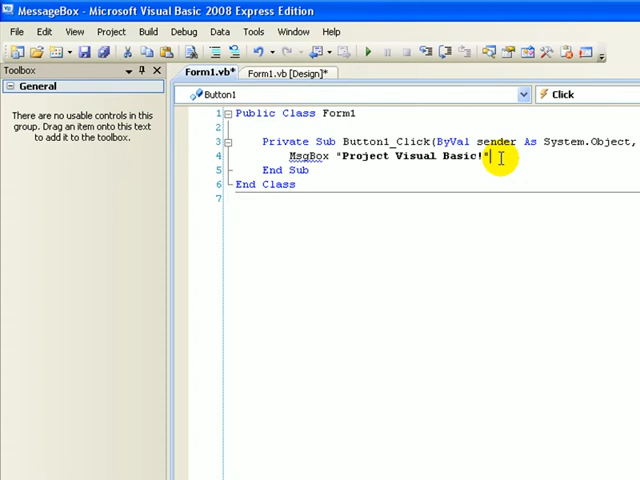 MessageBox - Microsoft Visual Basic 2008 Express Edition
File Edit View Project Build Debug Data Tools Window Help
Toolbox
General
There are no usable controls in this
group. Drag an item onto this text
to add it to the toolbox.
Form1.vb* Form1.vb [Design]*
Button1 Click
1 Public Class Form1
2
3 Private Sub Button1_Click(ByVal sender As System.Object,
4 MsgBox "Project Visual Basic!"
5 End Sub
6 End Class
7